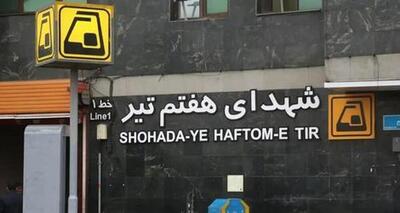 خط ۱
Line1
شهدای هفتم تیر
SHOHADA-YE HAFTOM-E TIR